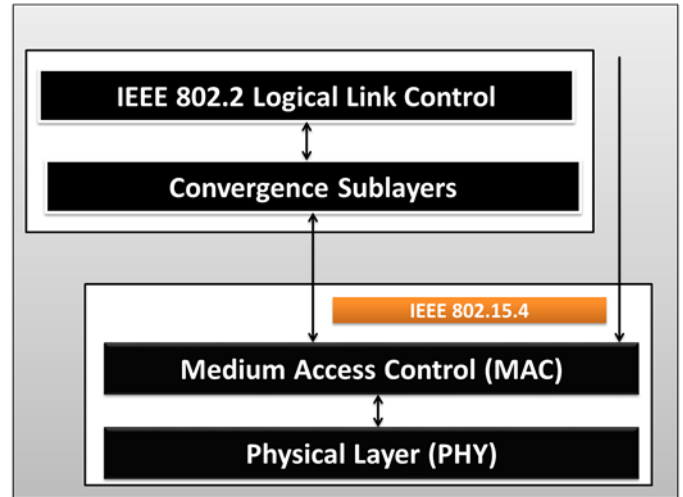 IEEE 802.2 Logical Link Control
Convergence Sublayers
IEEE 802.15.4
Medium Access Control (MAC)
Physical Layer (PHY)